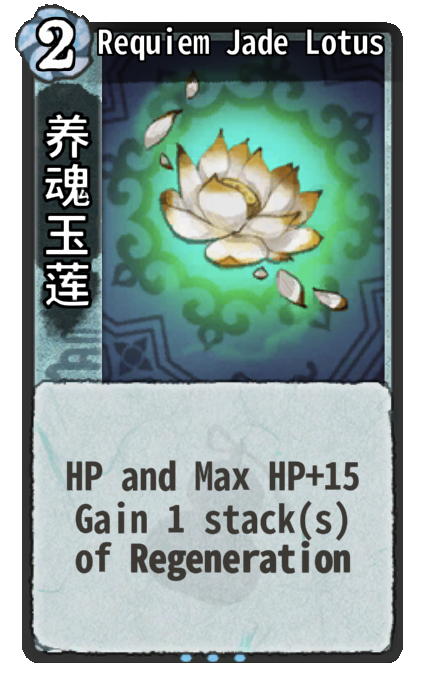 2
Requiem Jade Lotus
养魂玉莲
HP and Max HP+15
Gain 1 stack(s)
of Regeneration